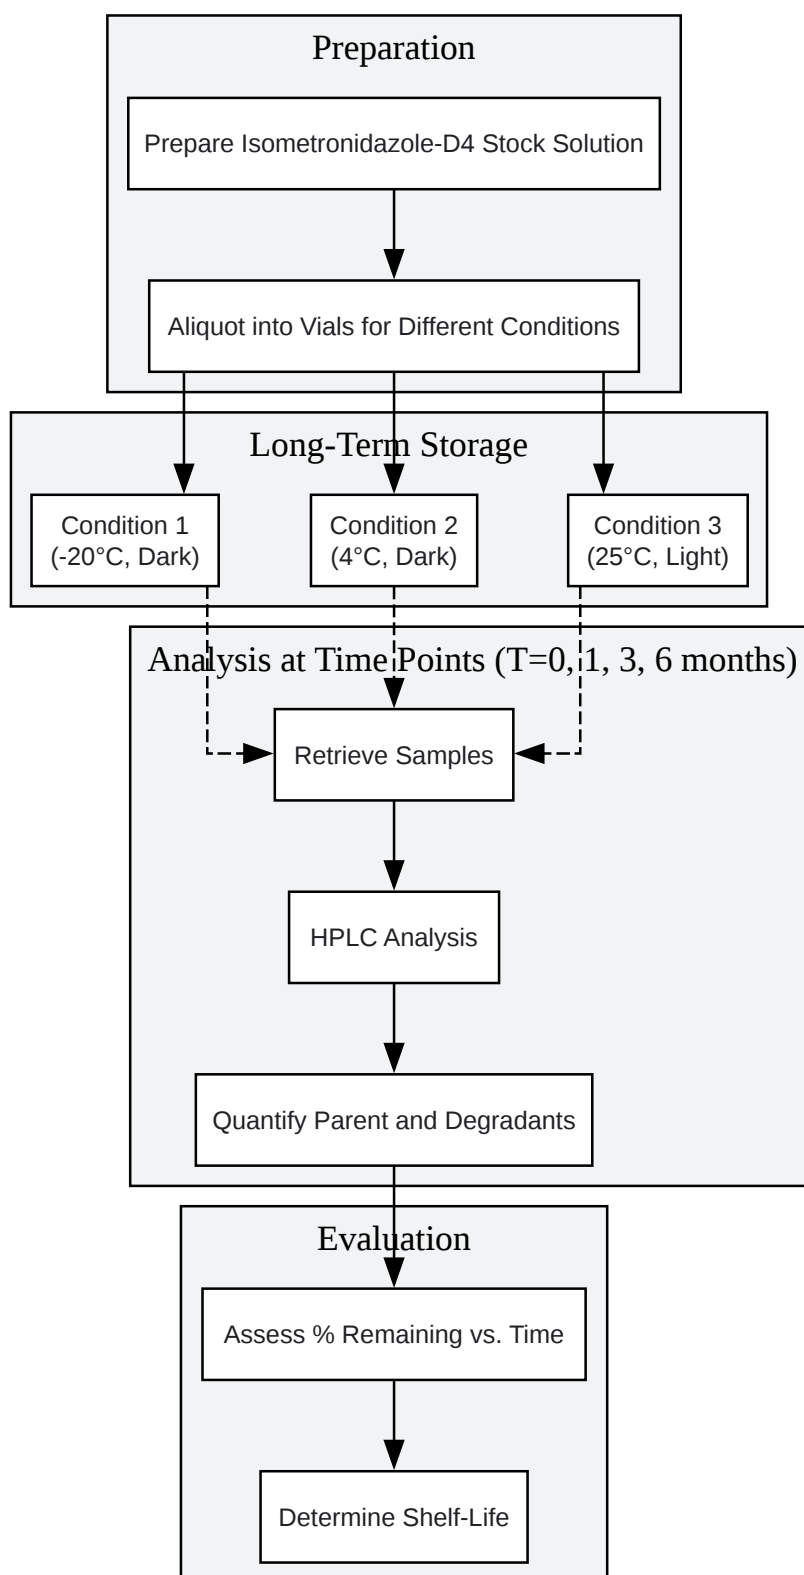 Preparation
Prepare Isometronidazole-D4 Stock Solution
Aliquot into Vials for Different Conditions
Long-Term Storage
Condition 1
(-20°C, Dark)
Condition 2
(4°C, Dark)
Condition 3
(25°C, Light)
Analysis at Time Points (T=0, 1, 3, 6 months)
Retrieve Samples
HPLC Analysis
Quantify Parent and Degradants
Evaluation
Assess % Remaining vs. Time
Determine Shelf-Life